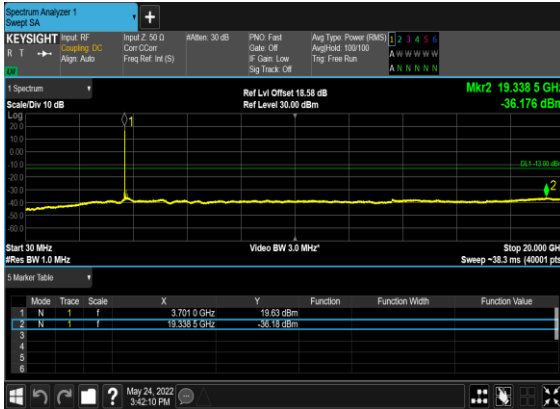 Spectrum Analyzer 1
Swept SA
+
KEYSIGHT Input: RF Input Z: 50 Ω #Atten: 30 dB PNO: Fast Avg Type: Power (RMS) 1 2 3 4 5 6
R T Coupling: DC Corr CCorr Gate: Off Avg|Hold: 100/100 A W W W W W
Align: Auto Freq Ref: Int (S) IF Gain: Low Trig: Free Run
Sig Track: Off A N N N N N
1 Spectrum Ref Lvl Offset 18.58 dB Mkr2 19.338 5 GHz
Scale/Div 10 dB Ref Level 30.00 dBm -36.176 dBm
Log
20.0
10.0
0.00
-10.0
-20.0
-30.0
-40.0
-50.0
-60.0
1
DL1 -13.00 dBm
2
Start 30 MHz Video BW 3.0 MHz* Stop 20.000 GHz
#Res BW 1.0 MHz Sweep ~38.3 ms (40001 pts)
5 Marker Table
Mode Trace Scale X Y Function Function Width Function Value
1 N 1 f 3.701 0 GHz 19.63 dBm
2 N 1 f 19.338 5 GHz -36.18 dBm
3
4
5
6
? May 24, 2022
3:42:10 PM